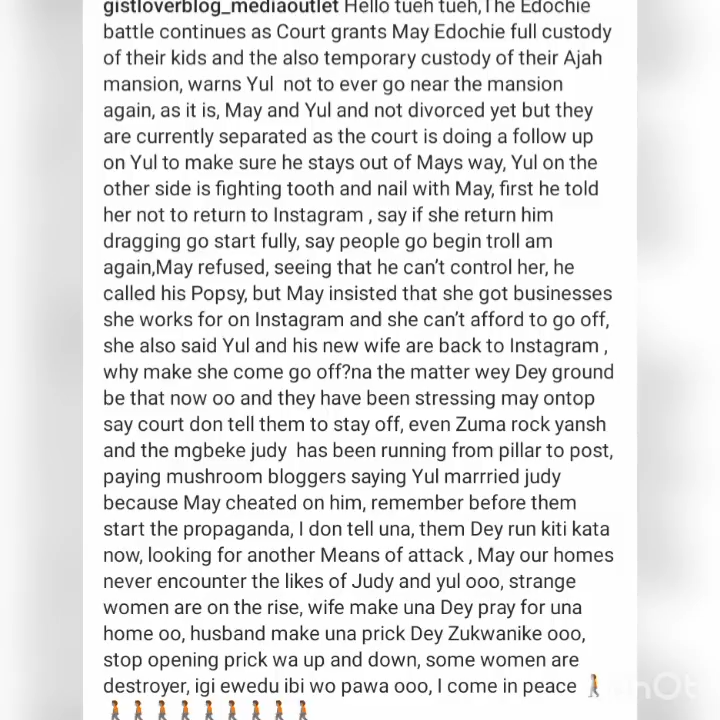 gistloverblog_mediaoutlet Hello tueh tueh,The Edochie
battle continues as Court grants May Edochie full custody
of their kids and the also temporary custody of their Ajah
mansion, warns Yul  not to ever go near the mansion
again, as it is, May and Yul and not divorced yet but they
are currently separated as the court is doing a follow up
on Yul to make sure he stays out of Mays way, Yul on the
other side is fighting tooth and nail with May, first he told
her not to return to Instagram , say if she return him
dragging go start fully, say people go begin troll am
again,May refused, seeing that he can’t control her, he
called his Popsy, but May insisted that she got businesses
she works for on Instagram and she can’t afford to go off,
she also said Yul and his new wife are back to Instagram ,
why make she come go off?na the matter wey Dey ground
be that now oo and they have been stressing may ontop
say court don tell them to stay off, even Zuma rock yansh
and the mgbeke judy  has been running from pillar to post,
paying mushroom bloggers saying Yul marrried judy
because May cheated on him, remember before them
start the propaganda, I don tell una, them Dey run kiti kata
now, looking for another Means of attack , May our homes
never encounter the likes of Judy and yul ooo, strange
women are on the rise, wife make una Dey pray for una
home oo, husband make una prick Dey Zukwanike ooo,
stop opening prick wa up and down, some women are
destroyer, igi ewedu ibi wo pawa ooo, I come in peace 🚶
🚶🚶🚶🚶🚶🚶🚶🚶🚶